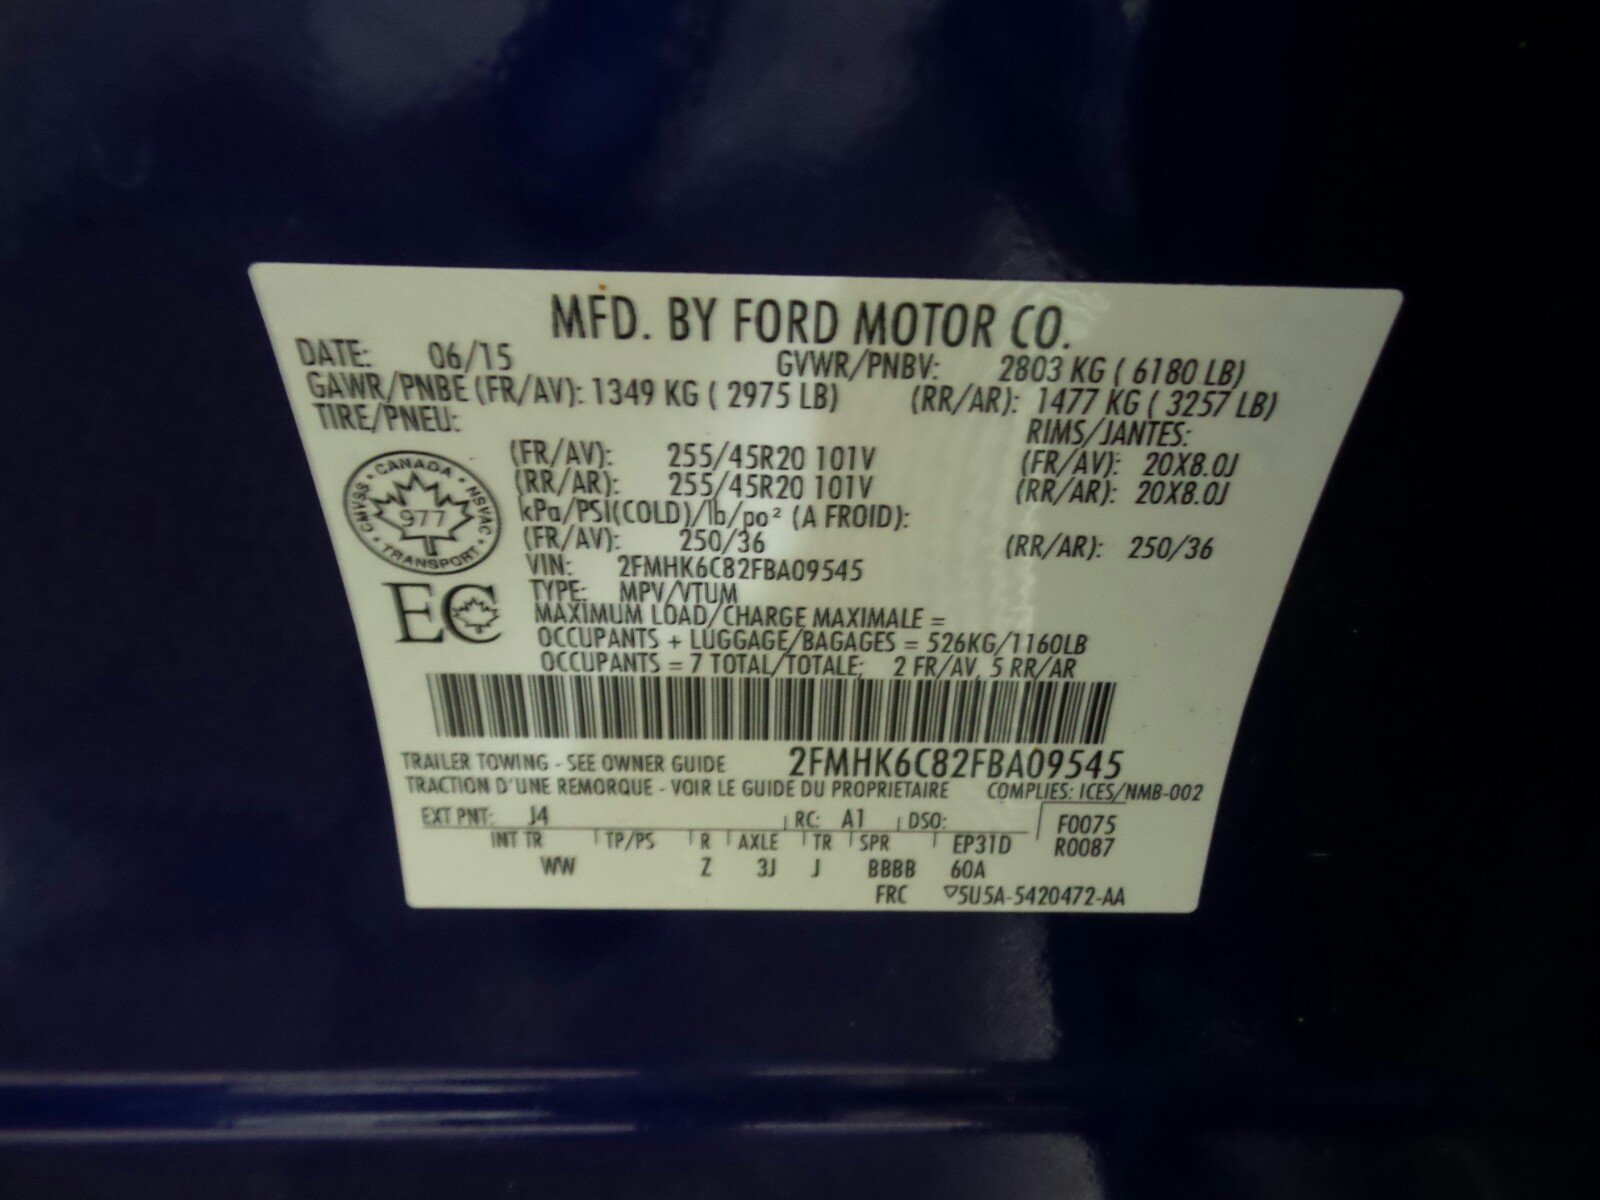 MFD. BY FORD MOTOR CO.
DATE: 06/15 GVWR/PNBV: 2803 KG ( 6180 LB)
GAWR/PNBE (FR/AV): 1349 KG ( 2975 LB) (RR/AR): 1477 KG ( 3257 LB)
TIRE/PNEU: RIMS/JANTES:
(FR/AV): 255/45R20 101V (FR/AV): 20X8.0J
(RR/AR): 255/45R20 101V (RR/AR): 20X8.0J
kPa/PSI(COLD)/lb/po² (A FROID):
(FR/AV): 250/36 (RR/AR): 250/36
CANADA
CMVSS 977 NSVAC
TRANSPORT
EC
VIN: 2FMHK6C82FBA09545
TYPE: MPV/VTUM
MAXIMUM LOAD/CHARGE MAXIMALE =
OCCUPANTS + LUGGAGE/BAGAGES = 526KG/1160LB
OCCUPANTS = 7 TOTAL/TOTALE; 2 FR/AV, 5 RR/AR
TRAILER TOWING - SEE OWNER GUIDE 2FMHK6C82FBA09545
TRACTION D'UNE REMORQUE - VOIR LE GUIDE DU PROPRIETAIRE COMPLIES: ICES/NMB-002
EXT PNT: J4 RC: A1 DSO: F0075
INT TR TP/PS R AXLE TR SPR EP31D R0087
WW Z 3J J BBBB 60A
FRC ▽5U5A-5420472-AA